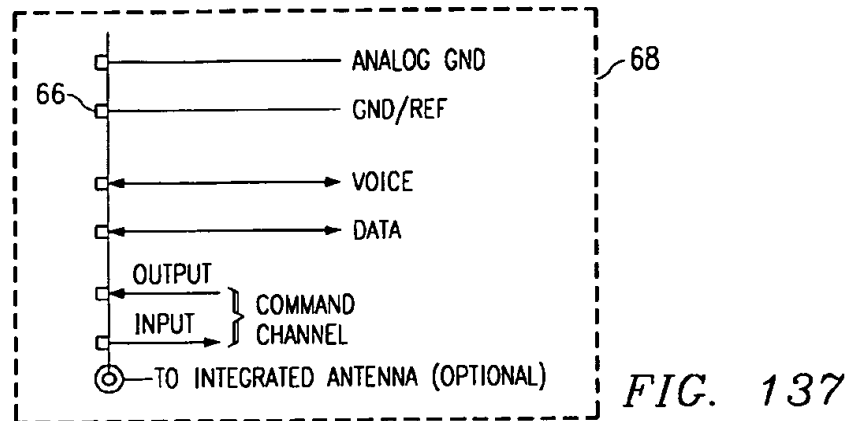 ANALOG GND
68
66
GND/REF
VOICE
DATA
OUTPUT
COMMAND
CHANNEL
INPUT
TO INTEGRATED ANTENNA (OPTIONAL)
FIG. 137